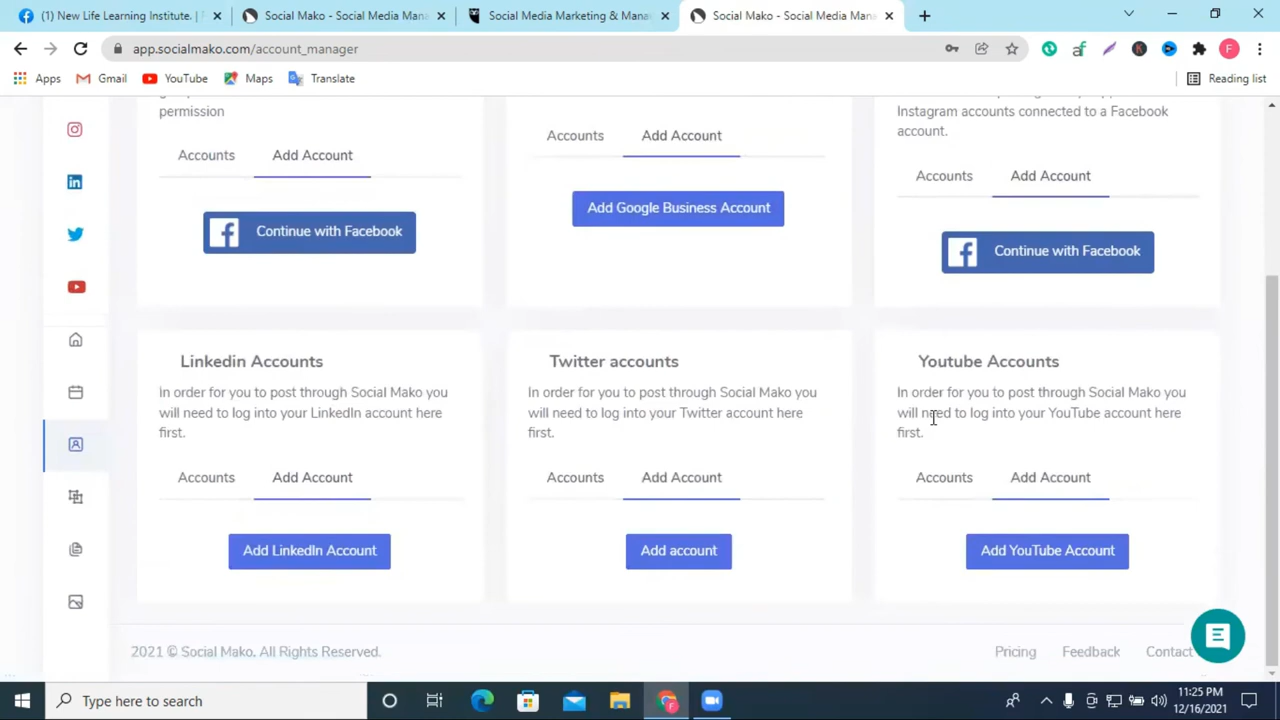 (1) New Life Learning Institute.
Social Mako - Social Media Mana
Social Media Marketing & Mana
Social Mako - Social Media Mana
app.socialmako.com/account_manager
F
Apps
Gmail
YouTube
Maps
Translate
Reading list
permission
Accounts
Add Account
Continue with Facebook
Accounts
Add Account
Add Google Business Account
Instagram accounts connected to a Facebook
account.
Accounts
Add Account
Continue with Facebook
Linkedin Accounts
In order for you to post through Social Mako you
will need to log into your LinkedIn account here
first.
Accounts
Add Account
Add LinkedIn Account
Twitter accounts
In order for you to post through Social Mako you
will need to log into your Twitter account here
first.
Accounts
Add Account
Add account
Youtube Accounts
In order for you to post through Social Mako you
will need to log into your YouTube account here
first.
Accounts
Add Account
Add YouTube Account
2021 © Social Mako. All Rights Reserved.
Pricing
Feedback
Contact
Type here to search
11:25 PM
12/16/2021